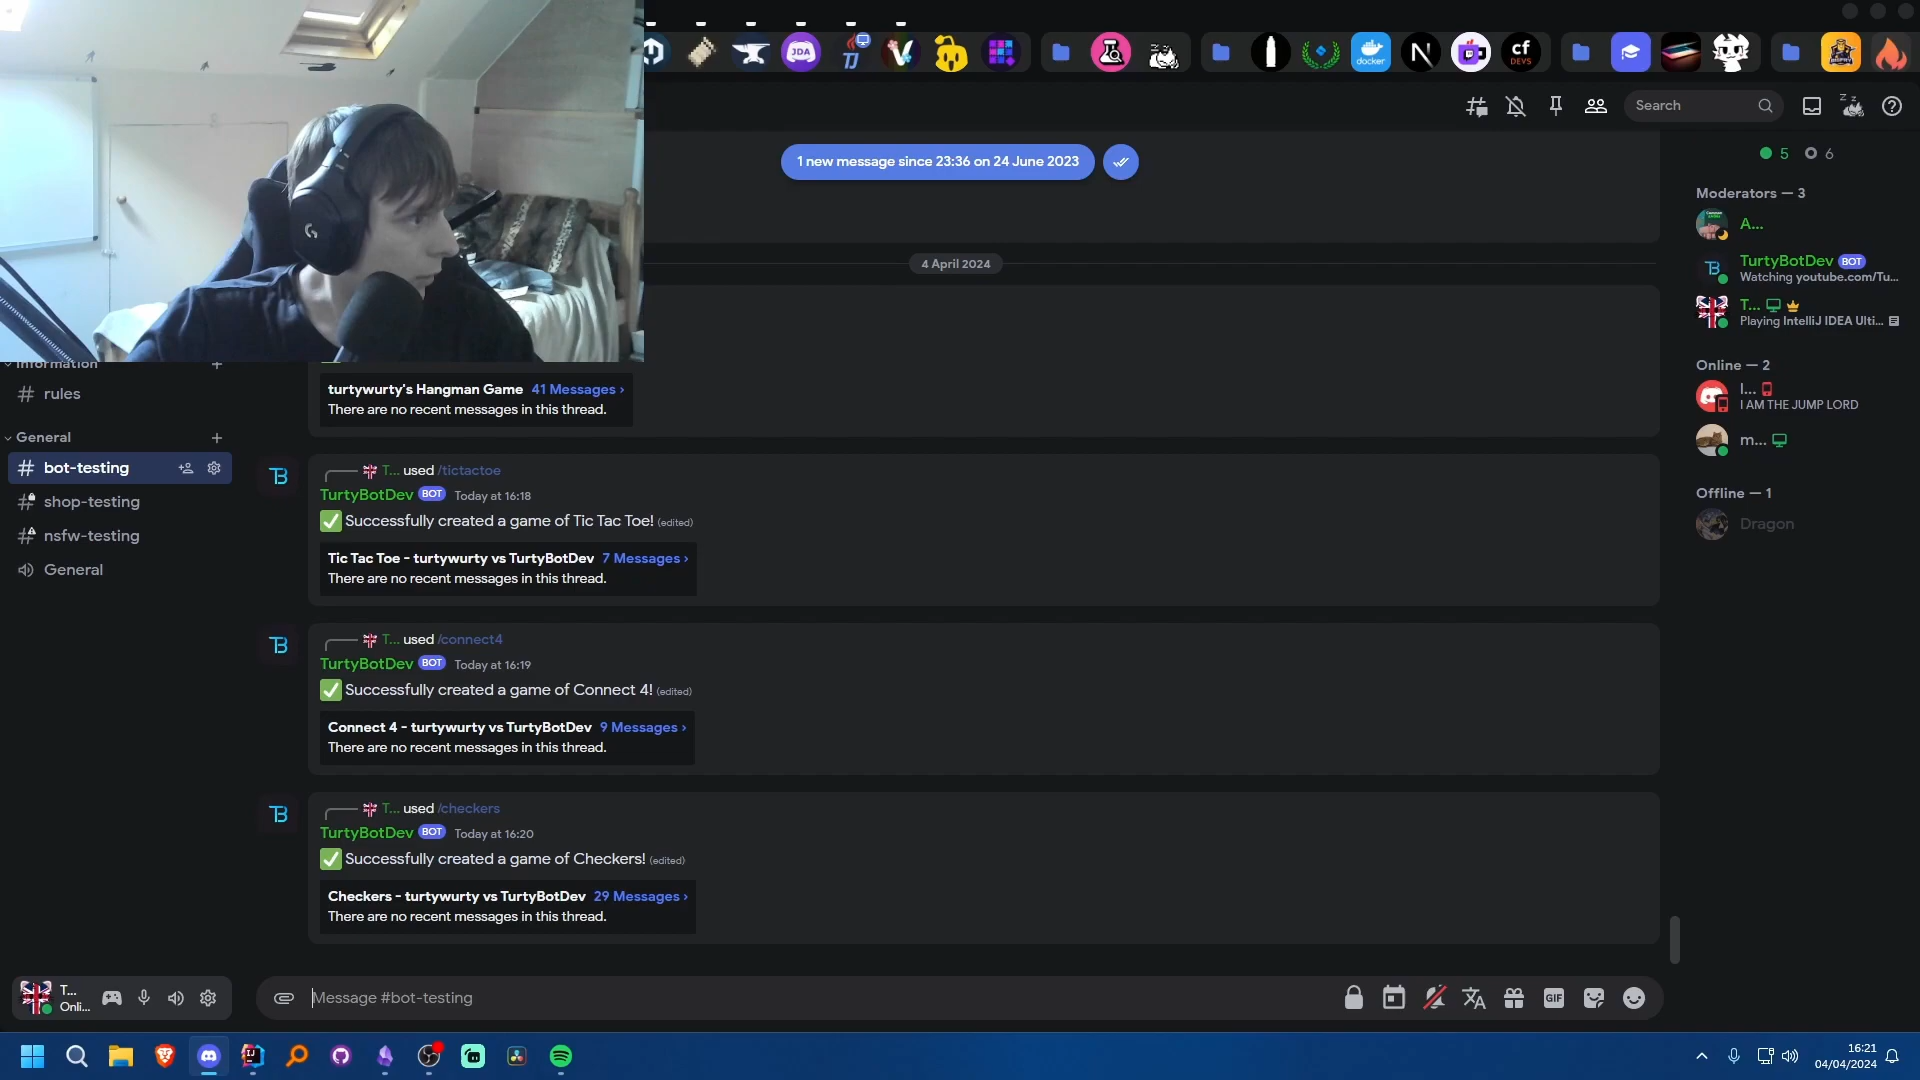 JDA
TJ
docker
N
cf
DEVS
Search
1 new message since 23:36 on 24 June 2023
5
6
4 April 2024
Moderators — 3
A...
TurtyBotDev BOT
Watching youtube.com/Tu...
T...
Playing IntelliJ IDEA Ulti...
Online — 2
I...
I AM THE JUMP LORD
m...
Offline — 1
Dragon
Information
rules
General
bot-testing
shop-testing
nsfw-testing
General
turtywurty's Hangman Game 41 Messages ›
There are no recent messages in this thread.
T... used /tictactoe
TurtyBotDev BOT Today at 16:18
Successfully created a game of Tic Tac Toe! (edited)
Tic Tac Toe - turtywurty vs TurtyBotDev 7 Messages ›
There are no recent messages in this thread.
T... used /connect4
TurtyBotDev BOT Today at 16:19
Successfully created a game of Connect 4! (edited)
Connect 4 - turtywurty vs TurtyBotDev 9 Messages ›
There are no recent messages in this thread.
T... used /checkers
TurtyBotDev BOT Today at 16:20
Successfully created a game of Checkers! (edited)
Checkers - turtywurty vs TurtyBotDev 29 Messages ›
There are no recent messages in this thread.
T...
Onli...
Message #bot-testing
GIF
16:21
04/04/2024